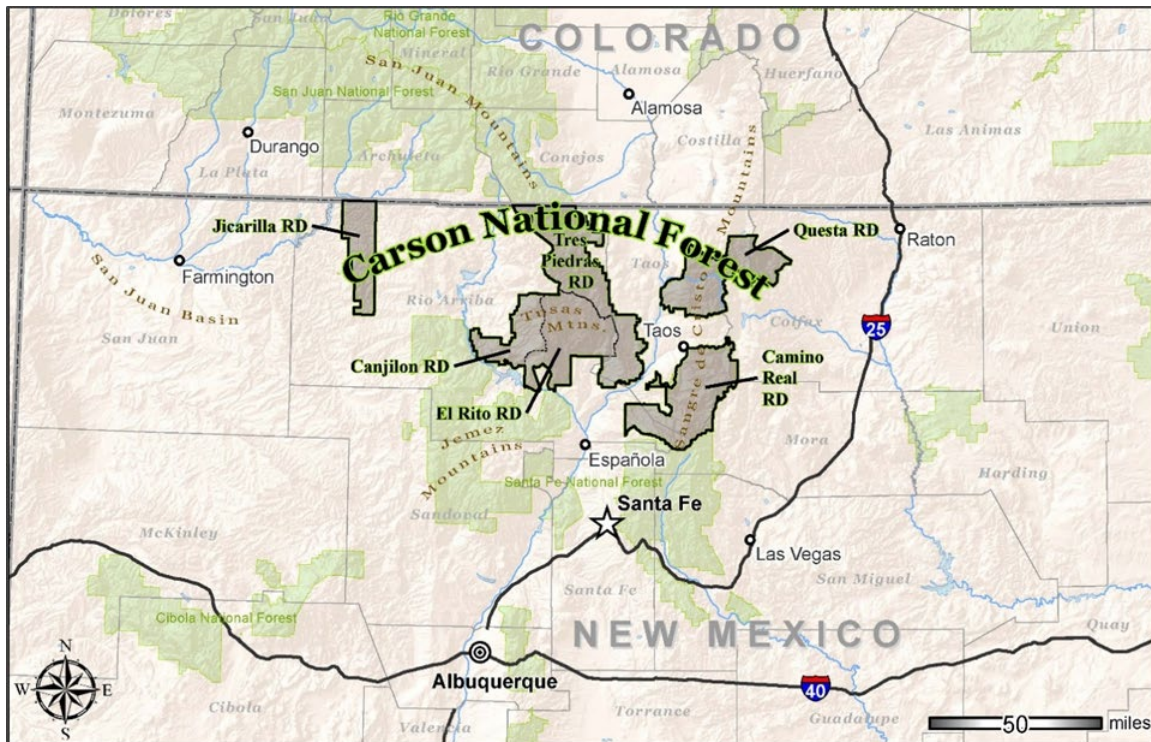 Dolores
San Juan
Rio Grande
National Forest
Mineral
COLORADO
San Juan Mountains
Rio Grande
Alamosa
Huerfano
San Juan National Forest
Montezuma
Alamosa
Costilla
Las Animas
Durango
La Plata
Archuleta
Conejos
Jicarilla RD
Carson National Forest
Tres
Piedras
RD
Taos
Questa RD
Raton
Farmington
San Juan Basin
Rio Arriba
Sangre de Cristo Mountains
Tusas
Mtns.
Taos
Colfax
25
Union
San Juan
Canjilon RD
Camino
Real
RD
El Rito RD
Jemez
Mountains
Mora
Harding
Española
Santa Fe National Forest
Santa Fe
Sandoval
McKinley
Las Vegas
San Miguel
Santa Fe
Cibola National Forest
NEW MEXICO
Quay
N
W E
S
Albuquerque
40
Cibola
Valencia
Torrance
Guadalupe
50 miles